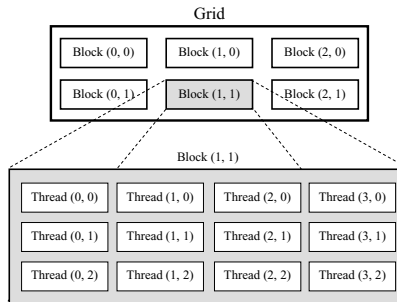 Grid
Block (0, 0) Block (1, 0) Block (2, 0)
Block (0, 1) Block (1, 1) Block (2, 1)
Block (1, 1)
Thread (0, 0) Thread (1, 0) Thread (2, 0) Thread (3, 0)
Thread (0, 1) Thread (1, 1) Thread (2, 1) Thread (3, 1)
Thread (0, 2) Thread (1, 2) Thread (2, 2) Thread (3, 2)